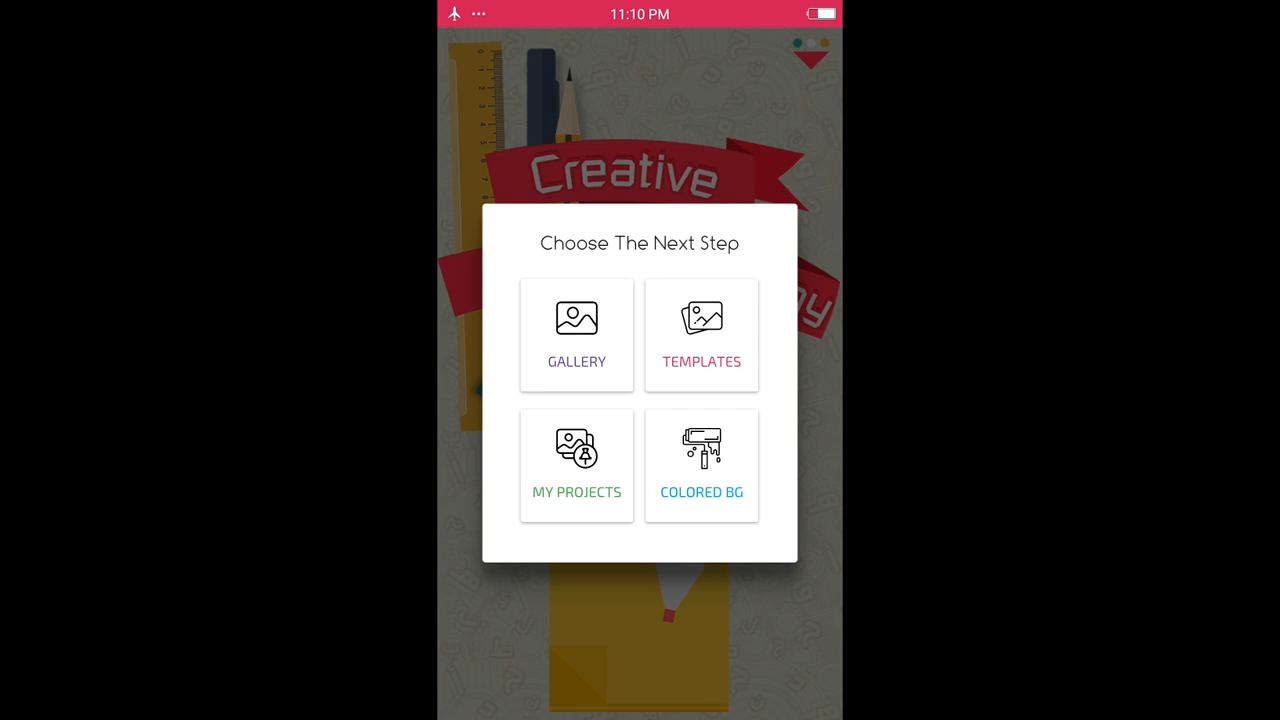 11:10 PM
Creative
Choose The Next Step
GALLERY
TEMPLATES
MY PROJECTS
COLORED BG